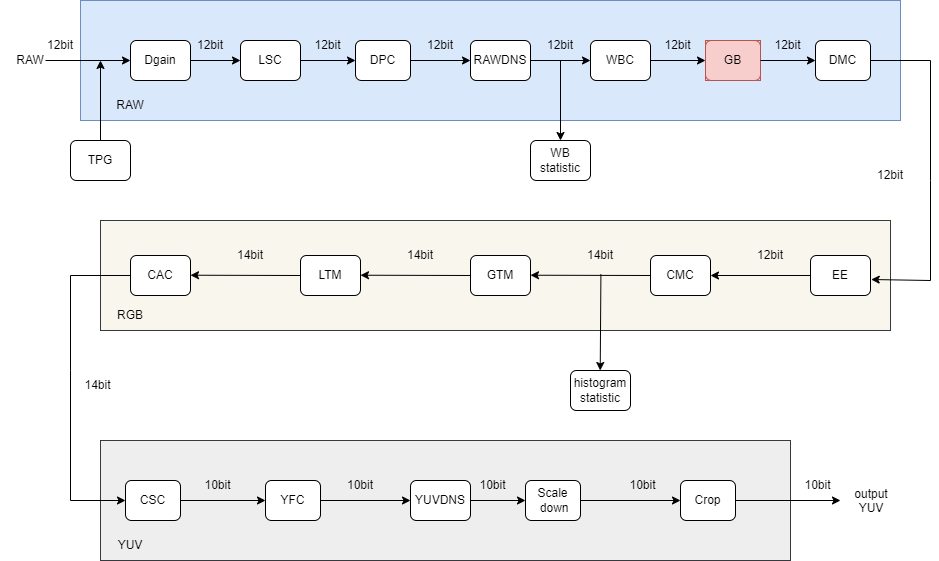 12bit
12bit
12bit
12bit
12bit
12bit
12bit
RAW
Dgain
LSC
DPC
RAWDNS
WBC
GB
DMC
RAW
TPG
WB
statistic
12bit
14bit
14bit
14bit
12bit
CAC
LTM
GTM
CMC
EE
RGB
14bit
histogram
statistic
10bit
10bit
10bit
10bit
10bit
CSC
YFC
YUVDNS
Scale
down
Crop
output
YUV
YUV